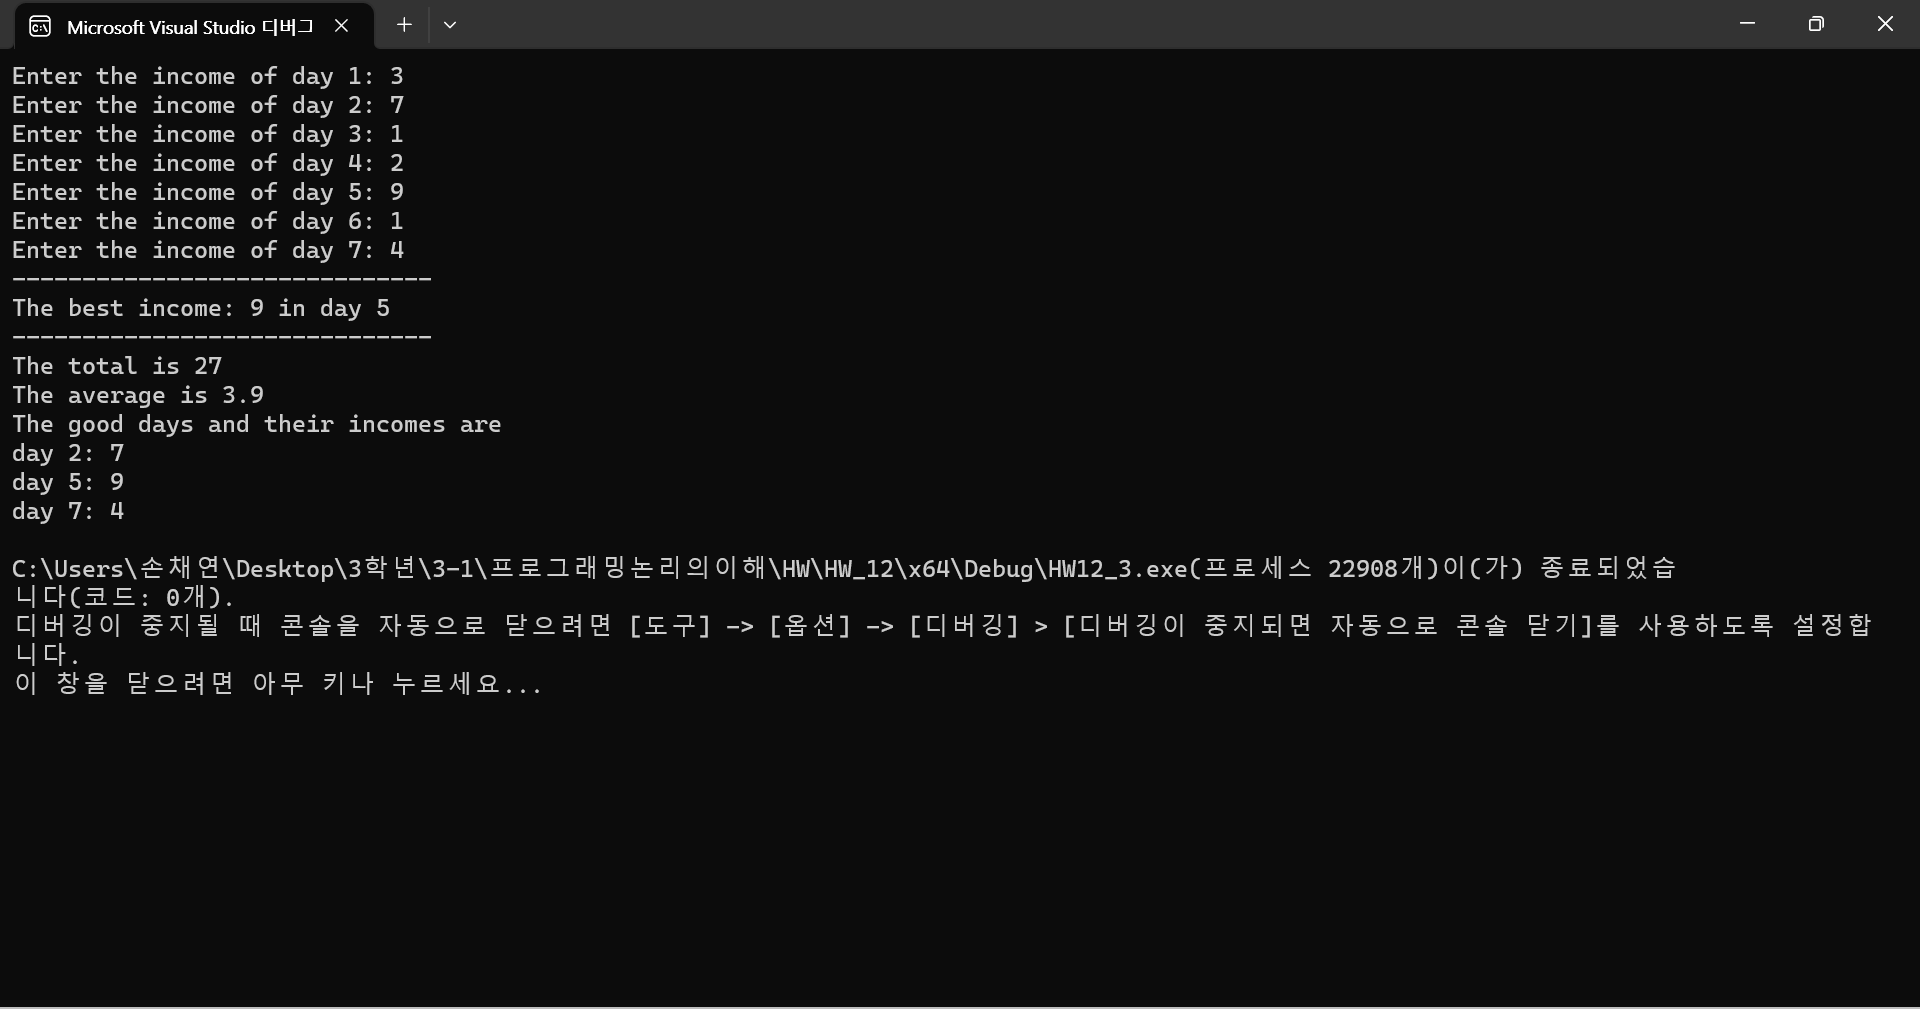 Microsoft Visual Studio 디버그
Enter the income of day 1: 3
Enter the income of day 2: 7
Enter the income of day 3: 1
Enter the income of day 4: 2
Enter the income of day 5: 9
Enter the income of day 6: 1
Enter the income of day 7: 4
------------------------------
The best income: 9 in day 5
------------------------------
The total is 27
The average is 3.9
The good days and their incomes are
day 2: 7
day 5: 9
day 7: 4
C:\Users\손채연\Desktop\3학년\3-1\프로그래밍논리의이해\HW\HW_12\x64\Debug\HW12_3.exe(프로세스 22908개)이(가) 종료되었습
니다(코드: 0개).
디버깅이 중지될 때 콘솔을 자동으로 닫으려면 [도구] -> [옵션] -> [디버깅] > [디버깅이 중지되면 자동으로 콘솔 닫기]를 사용하도록 설정합
니다.
이 창을 닫으려면 아무 키나 누르세요...